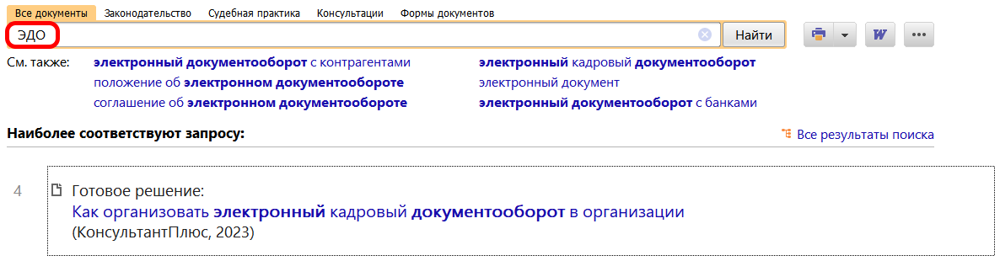 Все документы Законодательство Судебная практика Консультации Формы документов
ЭДО Найти W
См. также: электронный документооборот с контрагентами электронный кадровый документооборот
положение об электронном документообороте электронный документ
соглашение об электронном документообороте электронный документооборот с банками
Наиболее соответствуют запросу: Все результаты поиска
4 Готовое решение:
Как организовать электронный кадровый документооборот в организации
(КонсультантПлюс, 2023)